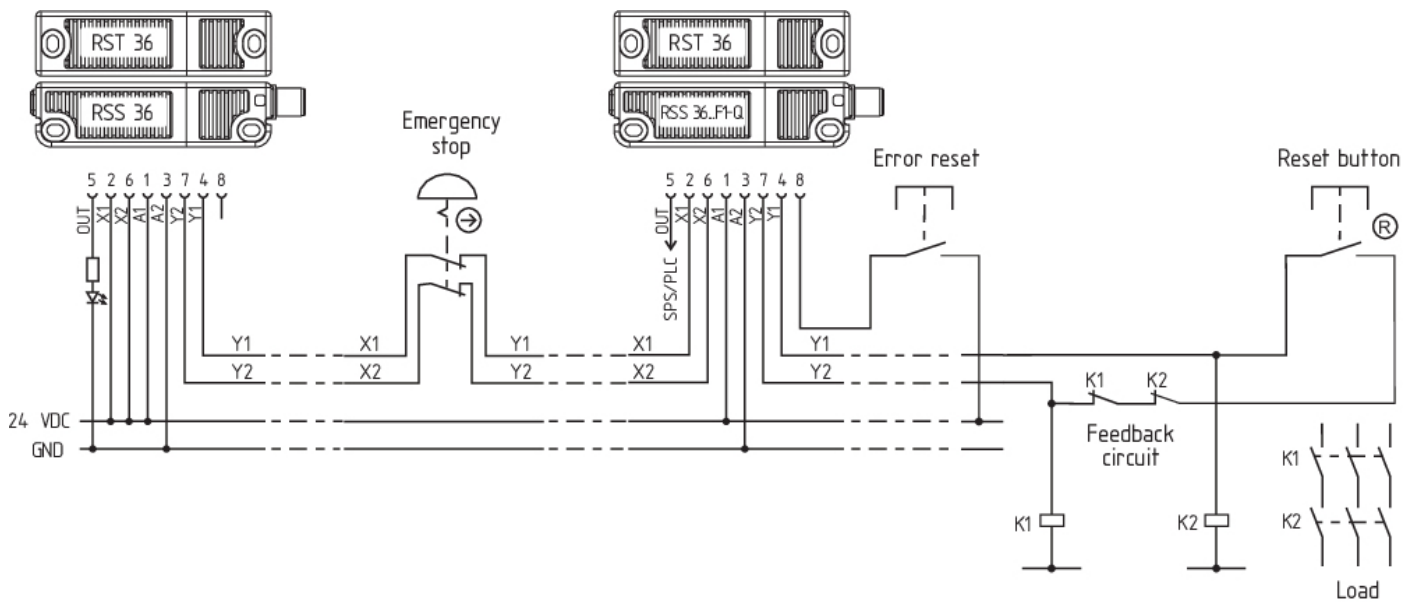 RST 36
RST 36
RSS 36
RSS 36..F1-Q
Emergency
stop
Error reset
Reset button
5 2 6 1 3 7 4 8
5 2 6 1 3 7 4 8
OUT X1 X2 A1 A2 Y2 Y1
OUT X1 X2 A1 A2 Y2 Y1
R
SPS/PLC
Y1 X1 Y1 X1 Y1
Y2 X2 Y2 X2 Y2
K1 K2
24 VDC
GND
Feedback
circuit
K1
K1 K2 K2
Load